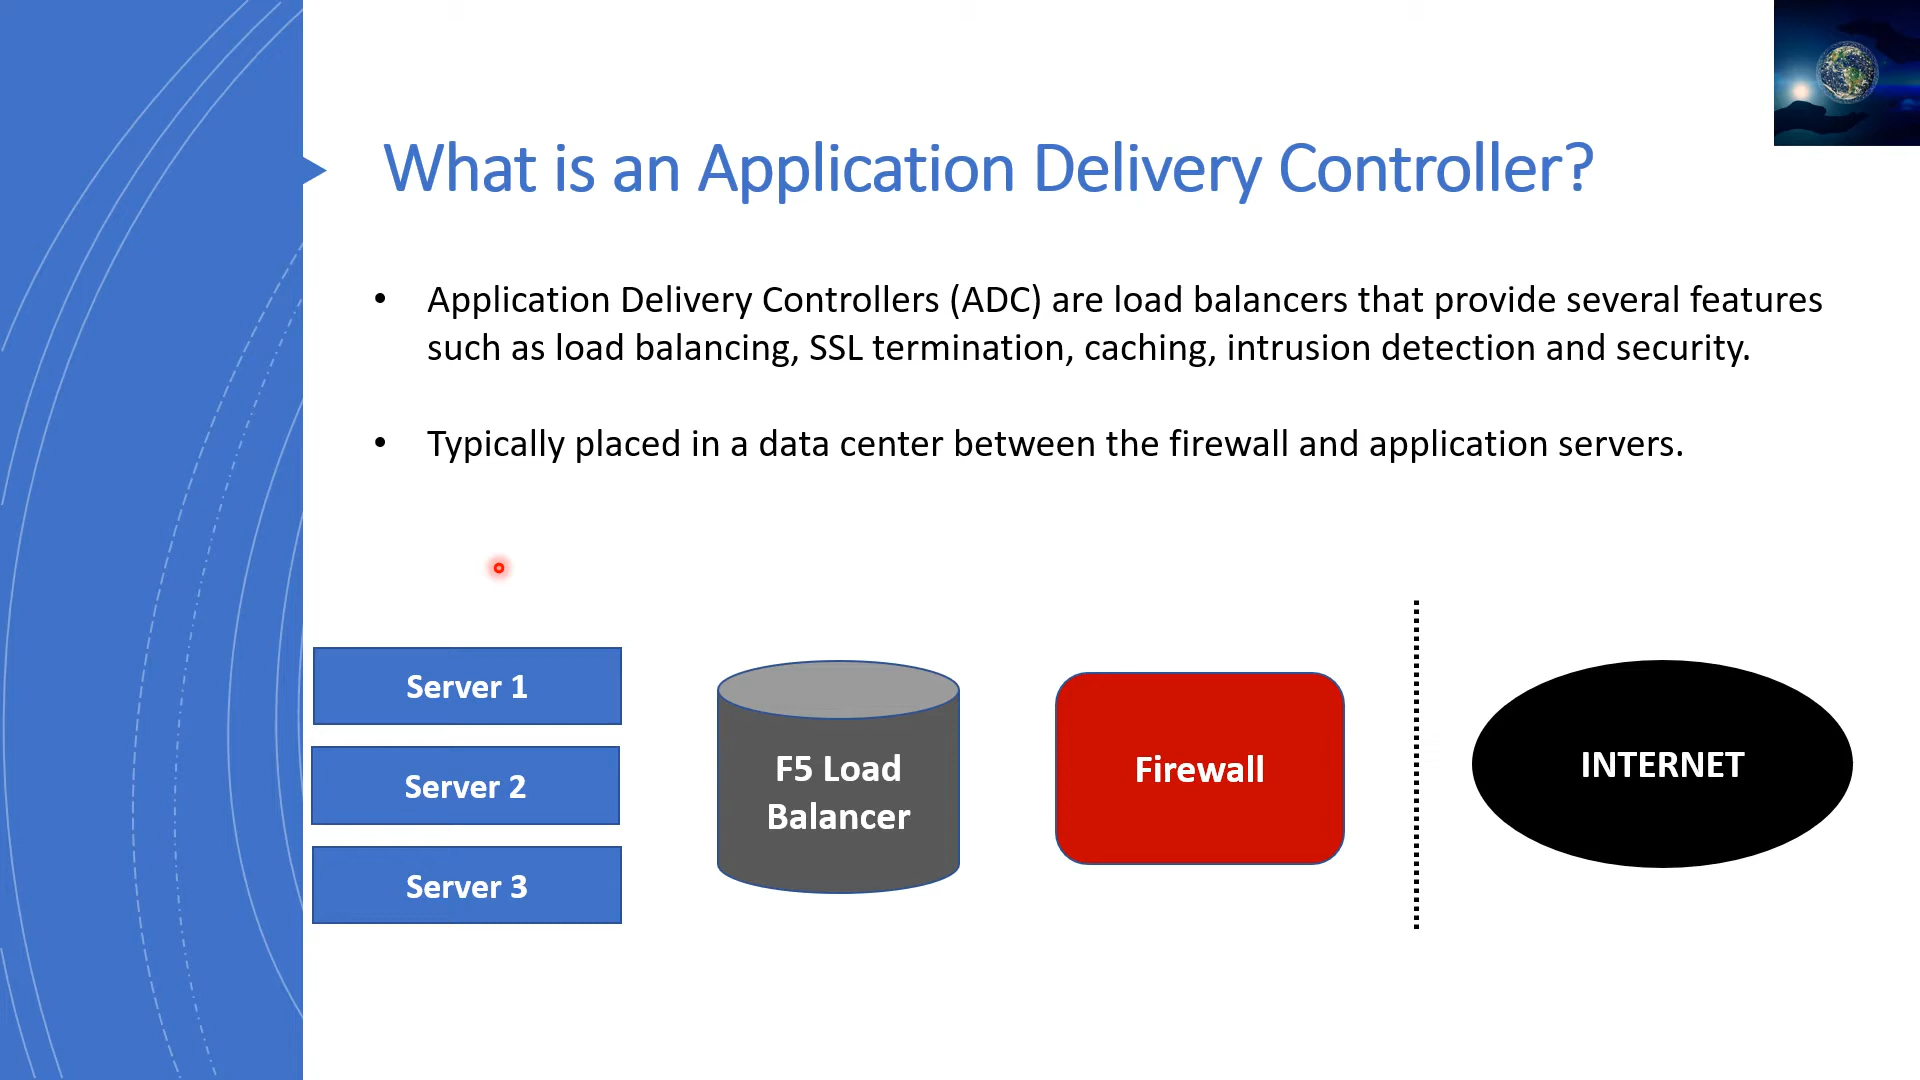 What is an Application Delivery Controller?
• Application Delivery Controllers (ADC) are load balancers that provide several features
such as load balancing, SSL termination, caching, intrusion detection and security.
• Typically placed in a data center between the firewall and application servers.
Server 1
Server 2
Server 3
F5 Load
Balancer
Firewall
INTERNET